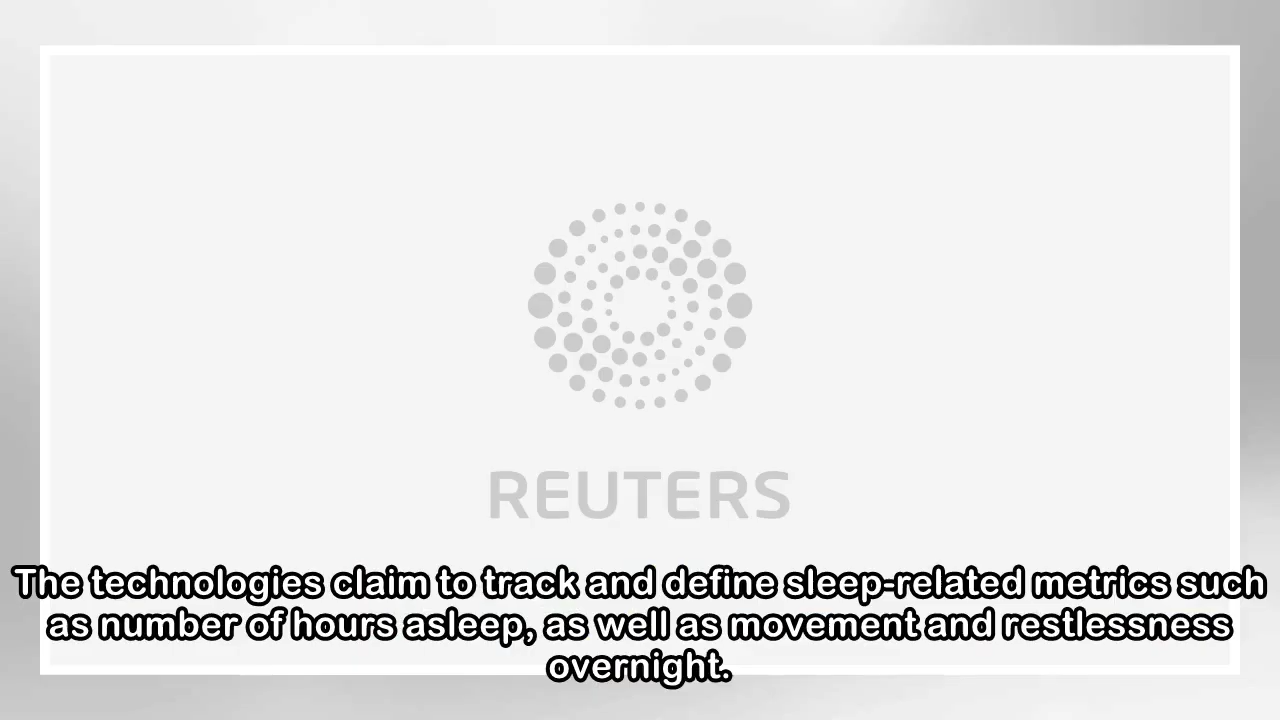 REUTERS
The technologies claim to track and define sleep-related metrics such
as number of hours asleep, as well as movement and restlessness
overnight.